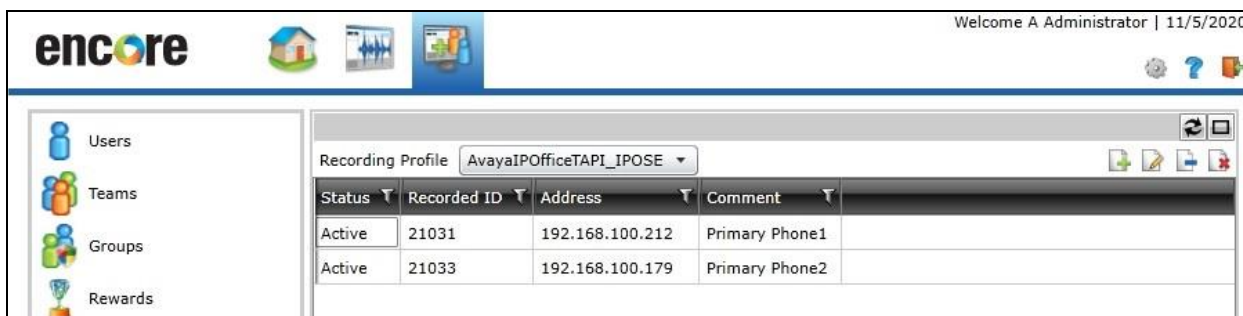 Welcome A Administrator | 11/5/2020
encore
Users
Teams
Groups
Rewards
Recording Profile AvayaIPOfficeTAPI_IPOSE
Status Recorded ID Address Comment
Active 21031 192.168.100.212 Primary Phone1
Active 21033 192.168.100.179 Primary Phone2